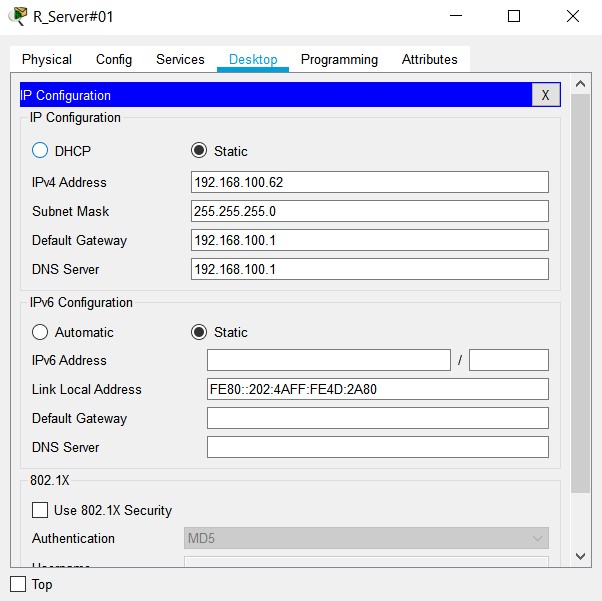 R_Server#01
Physical Config Services Desktop Programming Attributes
IP Configuration X
IP Configuration
DHCP Static
IPv4 Address 192.168.100.62
Subnet Mask 255.255.255.0
Default Gateway 192.168.100.1
DNS Server 192.168.100.1
IPv6 Configuration
Automatic Static
IPv6 Address /
Link Local Address FE80::202:4AFF:FE4D:2A80
Default Gateway
DNS Server
802.1X
Use 802.1X Security
Authentication MD5
Username
Top